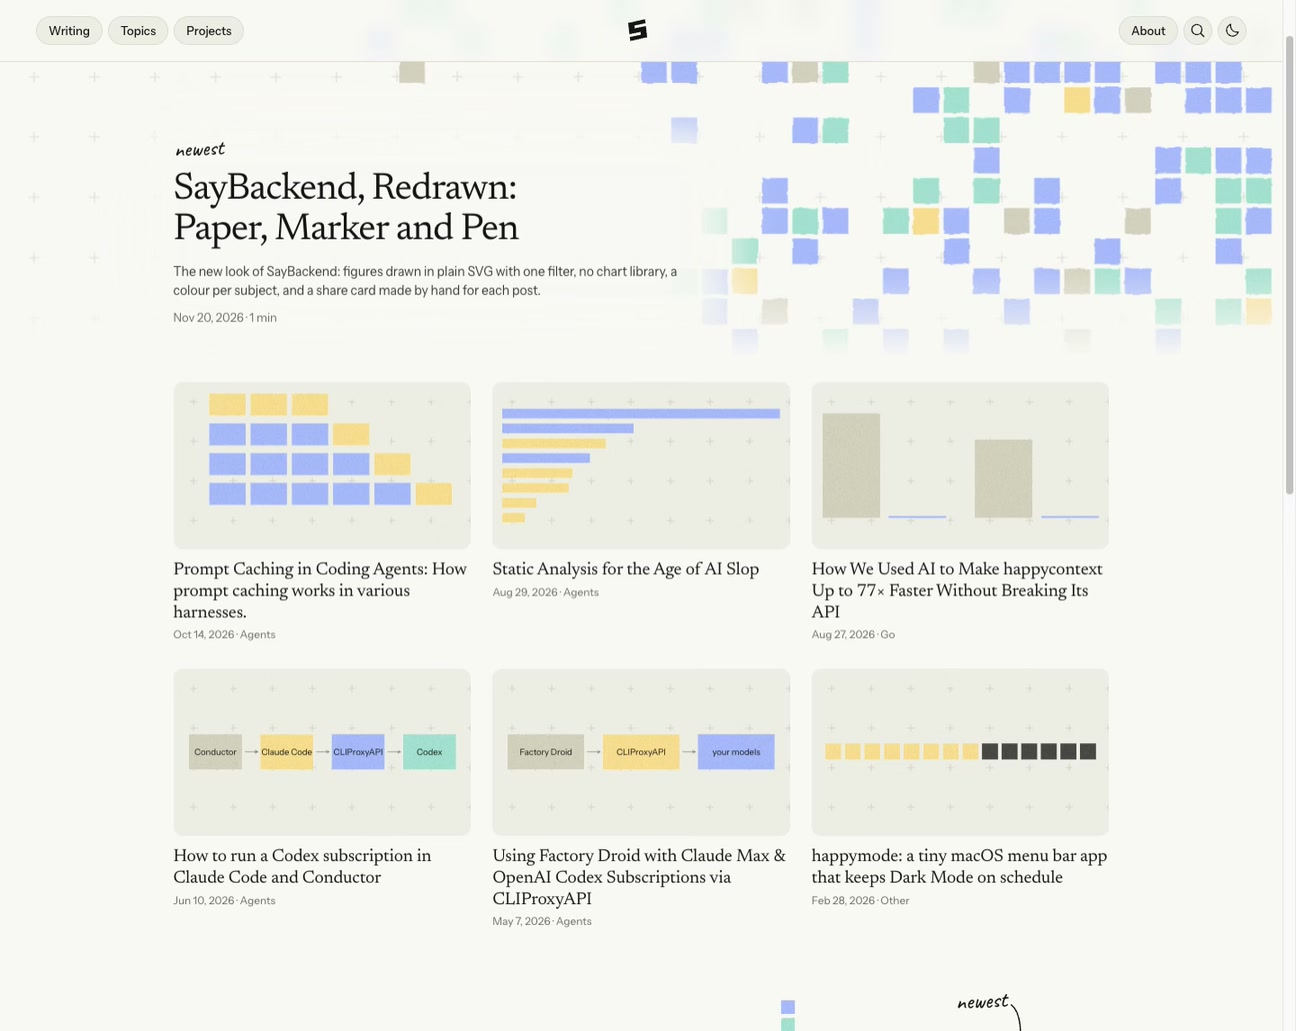 Writing
Topics
Projects
About
newest
SayBackend, Redrawn:
Paper, Marker and Pen
The new look of SayBackend: figures drawn in plain SVG with one filter, no chart library, a
colour per subject, and a share card made by hand for each post.
Nov 20, 2026 · 1 min
Prompt Caching in Coding Agents: How
prompt caching works in various
harnesses.
Oct 14, 2026 · Agents
Static Analysis for the Age of AI Slop
Aug 29, 2026 · Agents
How We Used AI to Make happycontext
Up to 77× Faster Without Breaking Its
API
Aug 27, 2026 · Go
Conductor
Claude Code
CLIProxyAPI
Codex
How to run a Codex subscription in
Claude Code and Conductor
Jun 10, 2026 · Agents
Factory Droid
CLIProxyAPI
your models
Using Factory Droid with Claude Max &
OpenAI Codex Subscriptions via
CLIProxyAPI
May 7, 2026 · Agents
happymode: a tiny macOS menu bar app
that keeps Dark Mode on schedule
Feb 28, 2026 · Other
newest